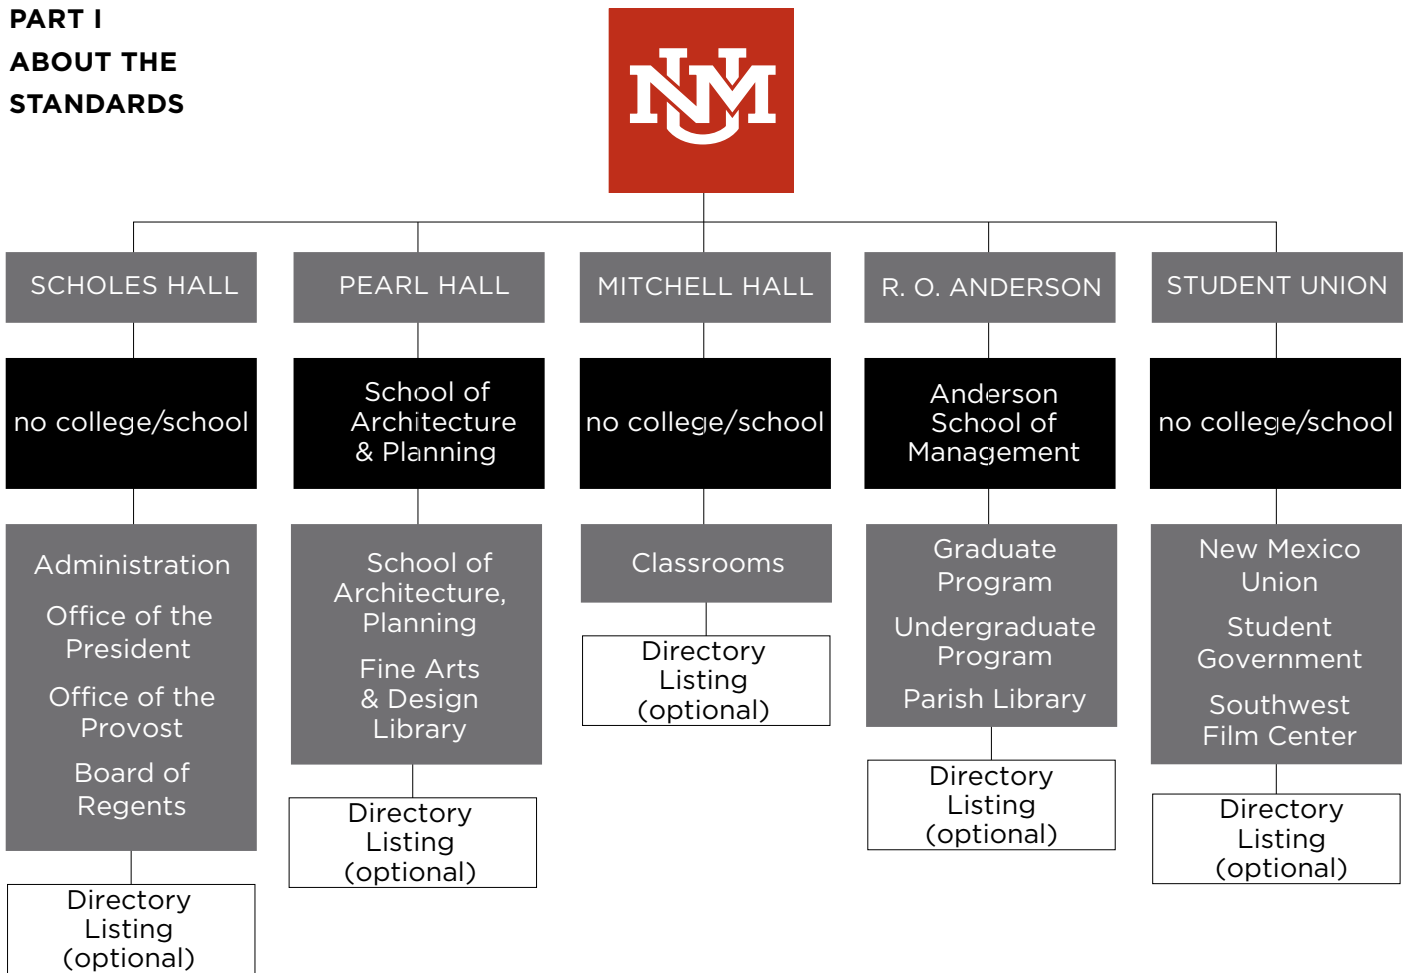 PART I
ABOUT THE
STANDARDS
UNM
SCHOLES HALL
PEARL HALL
MITCHELL HALL
R. O. ANDERSON
STUDENT UNION
no college/school
School of
Architecture
& Planning
no college/school
Anderson
School of
Management
no college/school
Administration
Office of the
President
Office of the
Provost
Board of
Regents
Directory
Listing
(optional)
School of
Architecture,
Planning
Fine Arts
& Design
Library
Directory
Listing
(optional)
Classrooms
Directory
Listing
(optional)
Graduate
Program
Undergraduate
Program
Parish Library
Directory
Listing
(optional)
New Mexico
Union
Student
Government
Southwest
Film Center
Directory
Listing
(optional)